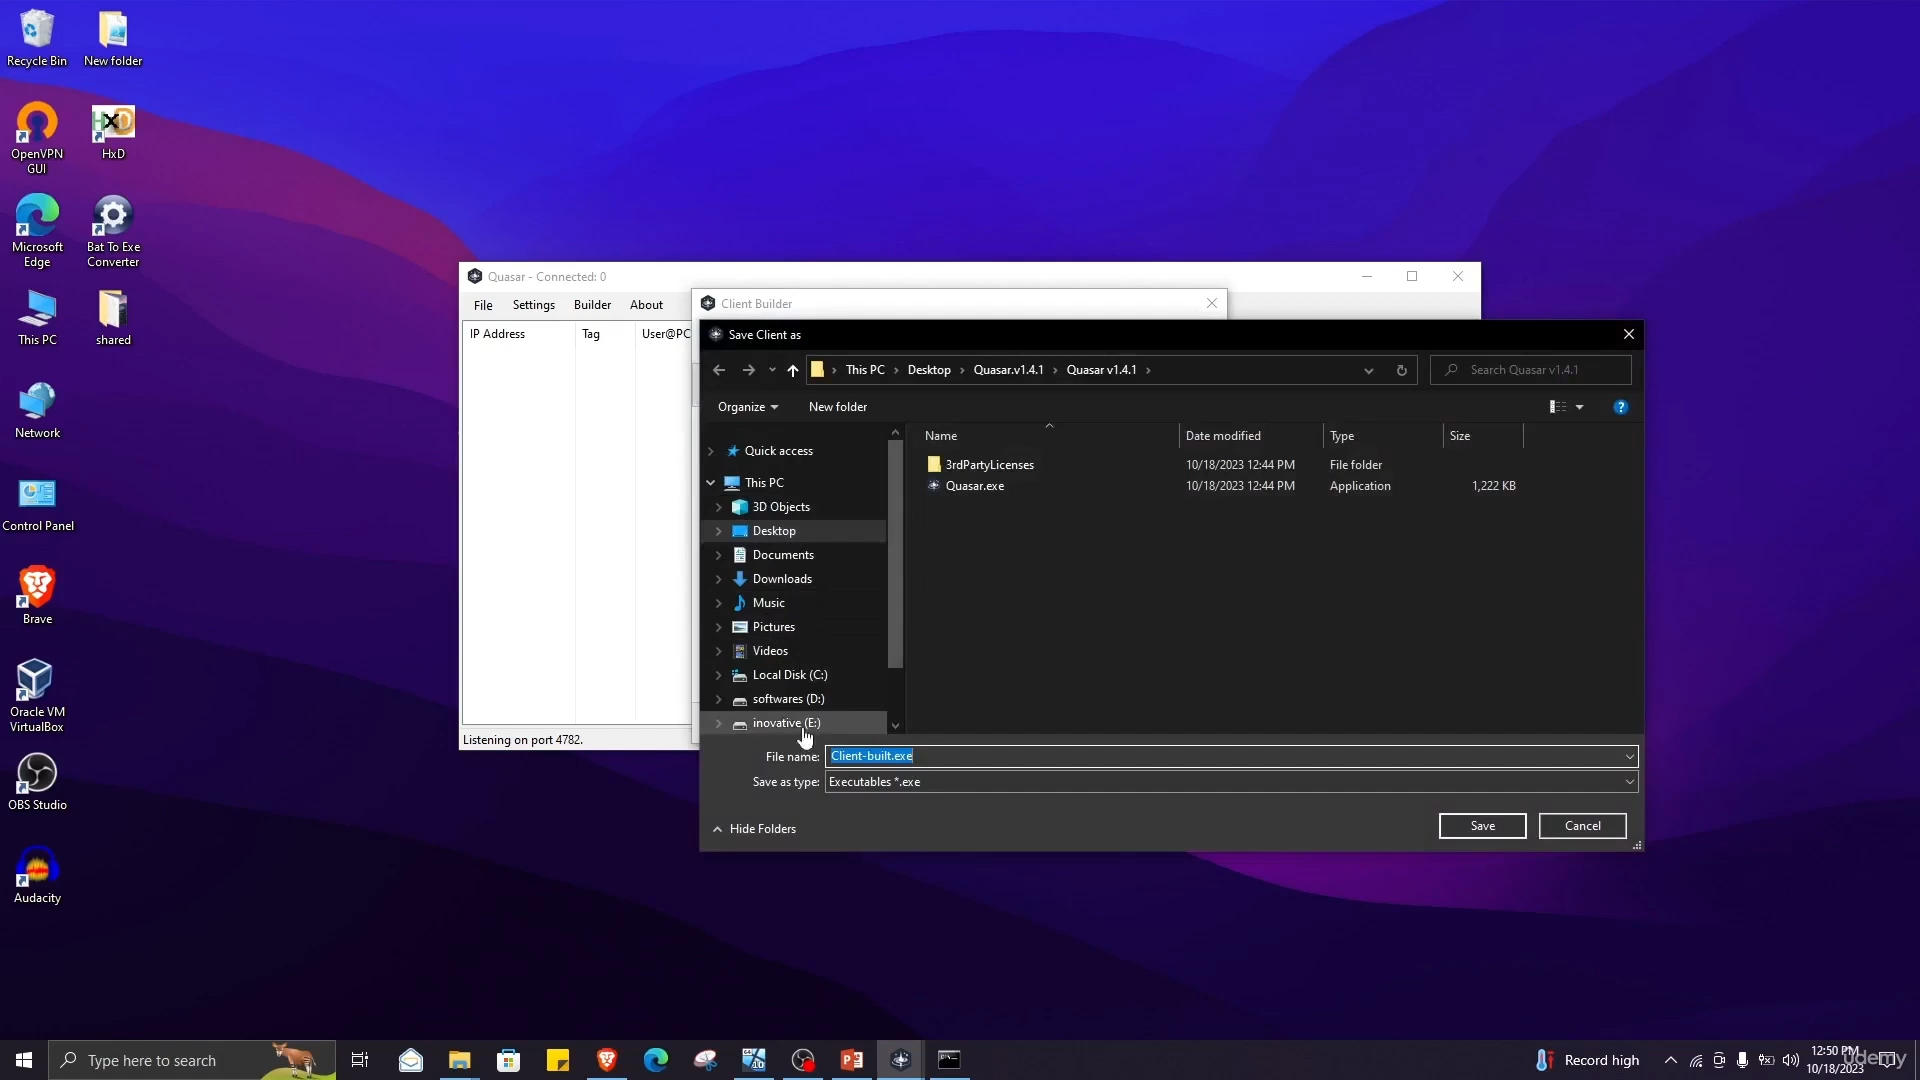 Recycle Bin
New folder
OpenVPN
GUI
HxD
Microsoft
Edge
Bat To Exe
Converter
This PC
shared
Network
Control Panel
Brave
Oracle VM
VirtualBox
OBS Studio
Audacity
Quasar - Connected: 0
File Settings Builder About
IP Address Tag User@PC
Listening on port 4782.
Client Builder
Save Client as
This PC › Desktop › Quasar.v1.4.1 › Quasar v1.4.1 ›
Search Quasar v1.4.1
Organize New folder
Name Date modified Type Size
3rdPartyLicenses 10/18/2023 12:44 PM File folder
Quasar.exe 10/18/2023 12:44 PM Application 1,222 KB
Quick access
This PC
3D Objects
Desktop
Documents
Downloads
Music
Pictures
Videos
Local Disk (C:)
softwares (D:)
inovative (E:)
File name: Client-built.exe
Save as type: Executables *.exe
Hide Folders
Save Cancel
Type here to search
Record high
12:50 PM
10/18/2023
udemy